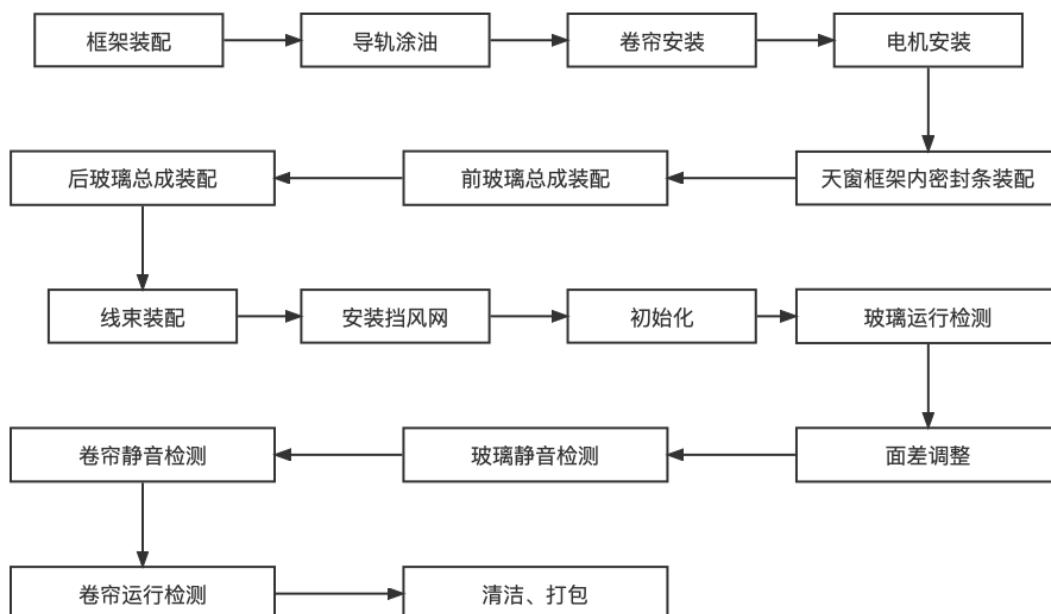 框架装配
导轨涂油
卷帘安装
电机安装
天窗框架内密封条装配
前玻璃总成装配
后玻璃总成装配
线束装配
安装挡风网
初始化
玻璃运行检测
面差调整
玻璃静音检测
卷帘静音检测
卷帘运行检测
清洁、打包